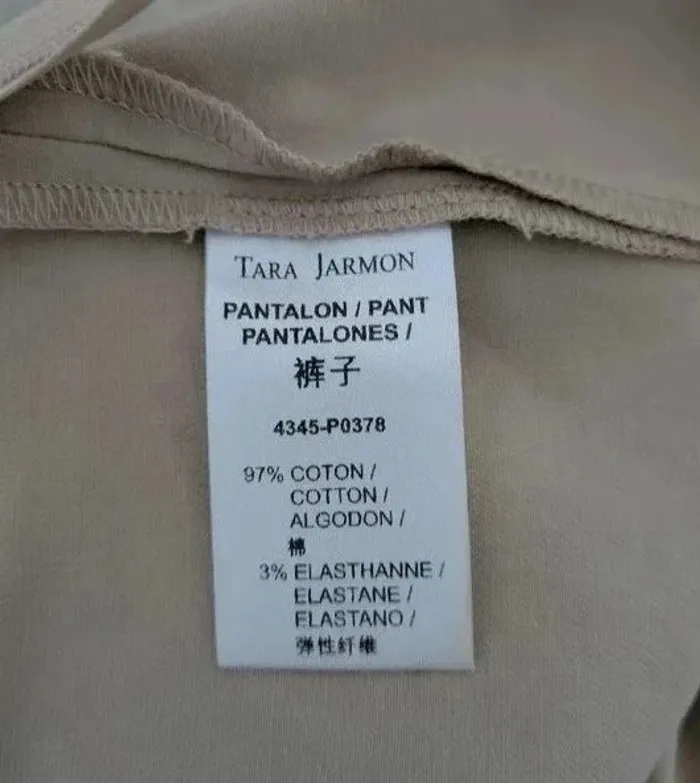 TARA JARMON
PANTALON / PANT
PANTALONES /
裤子
4345-P0378
97% COTON /
COTTON /
ALGODON /
棉
3% ELASTHANNE /
ELASTANE /
ELASTANO /
弹性纤维